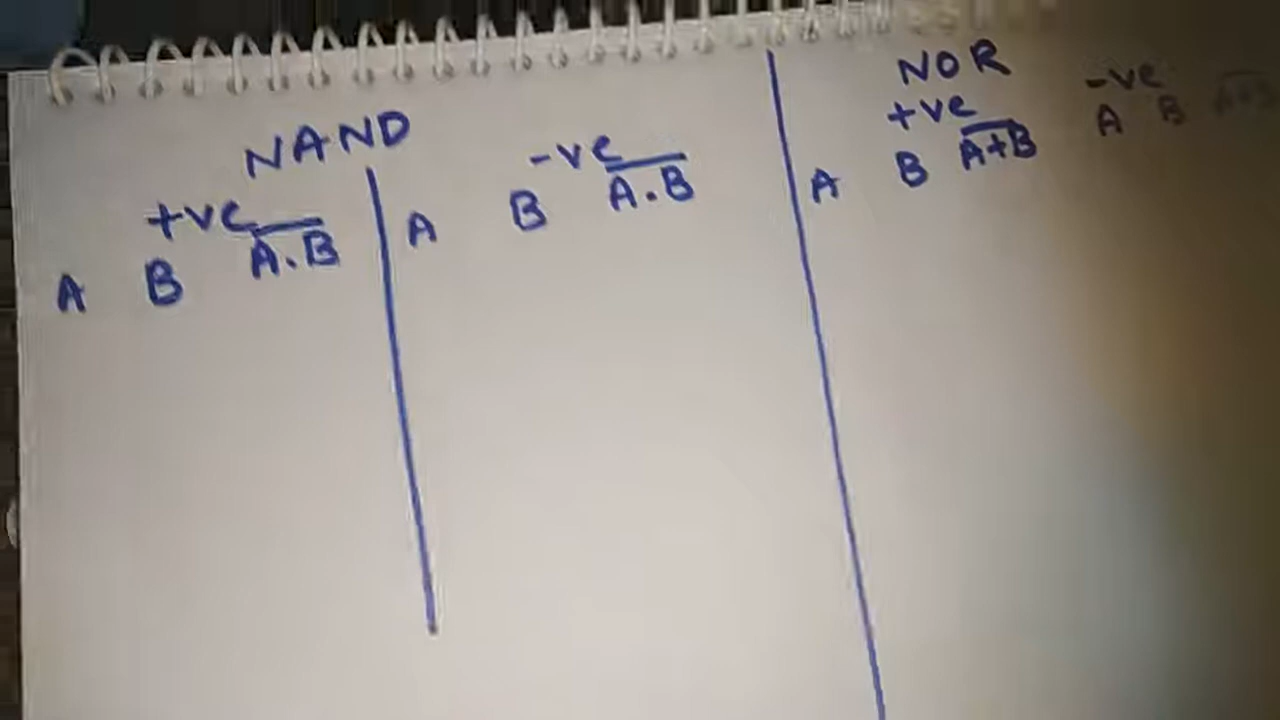 NAND
+ve
A B A̅.̅B̅
-ve
A B A̅.̅B̅
NOR
+ve
A B A̅+̅B̅
-ve
A B